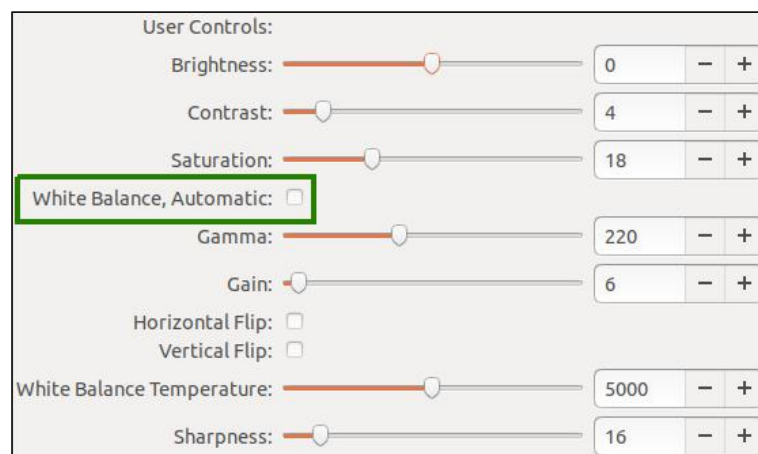 User Controls:
Brightness: 0 − +
Contrast: 4 − +
Saturation: 18 − +
White Balance, Automatic:
Gamma: 220 − +
Gain: 6 − +
Horizontal Flip:
Vertical Flip:
White Balance Temperature: 5000 − +
Sharpness: 16 − +